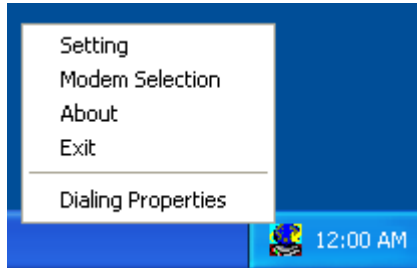 Setting
Modem Selection
About
Exit
Dialing Properties
12:00 AM